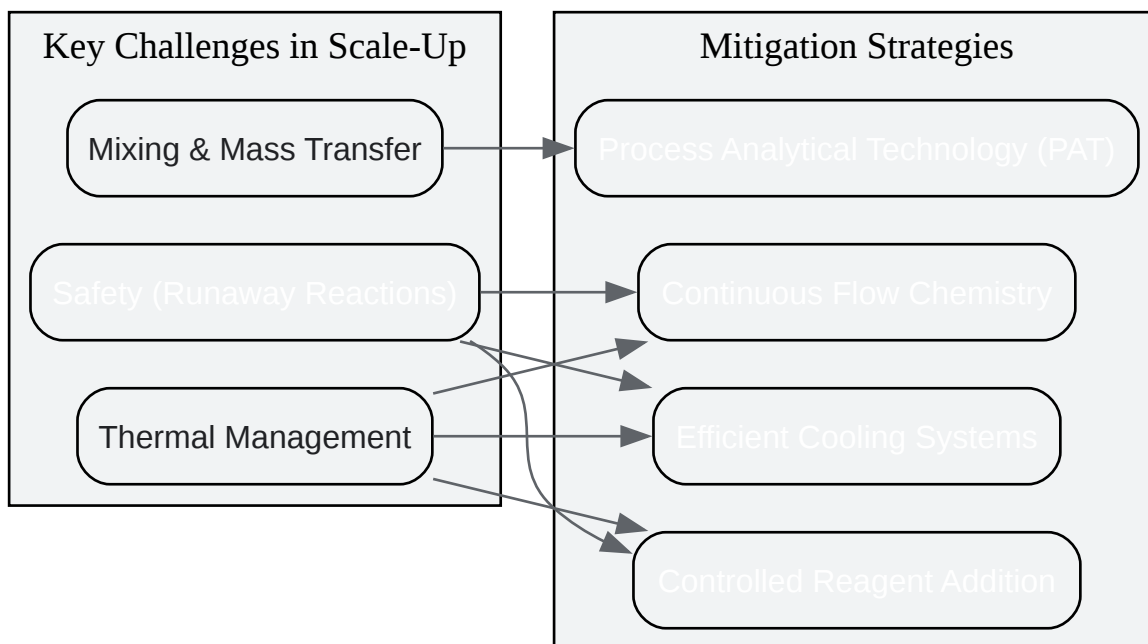 Key Challenges in Scale-Up
Mixing & Mass Transfer
Safety (Runaway Reactions)
Thermal Management
Mitigation Strategies
Process Analytical Technology (PAT)
Continuous Flow Chemistry
Efficient Cooling Systems
Controlled Reagent Addition